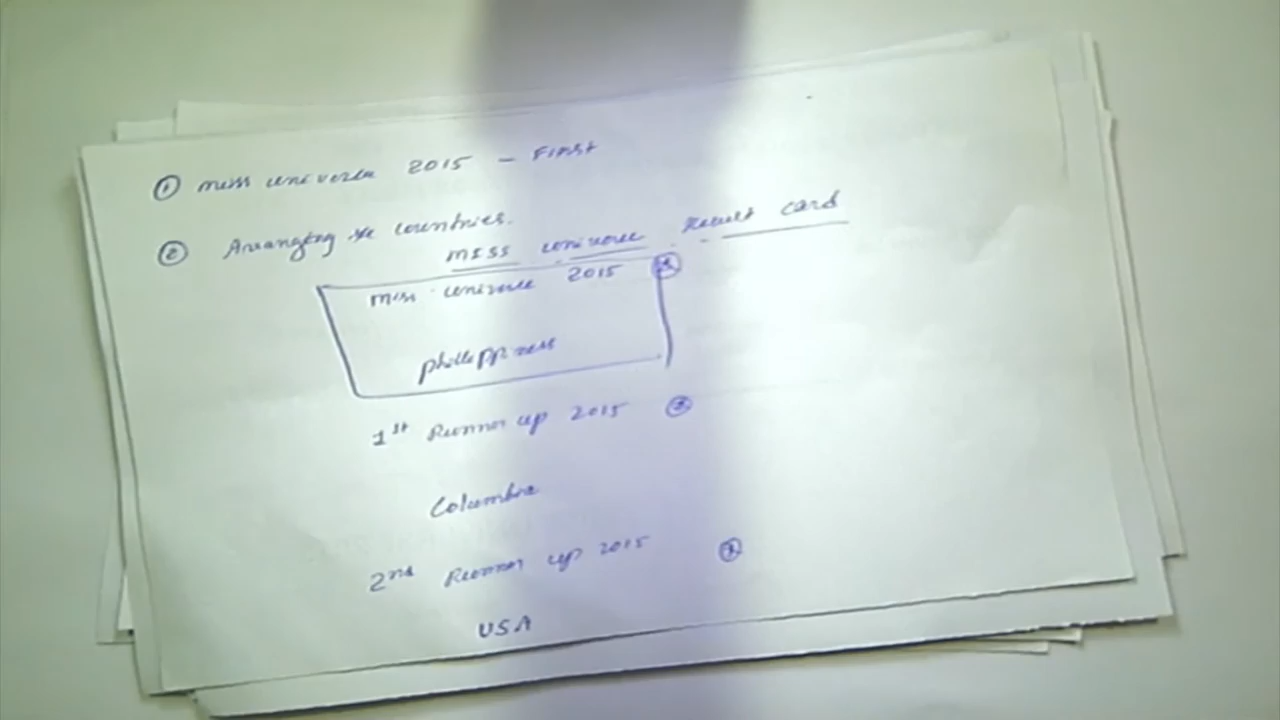 ① miss universe 2015 - First
② Arranging the countries.
miss universe Result card
miss universe 2015 ①
philippiness
1st Runner up 2015 ②
Columbia
2nd Runner up 2015 ③
USA